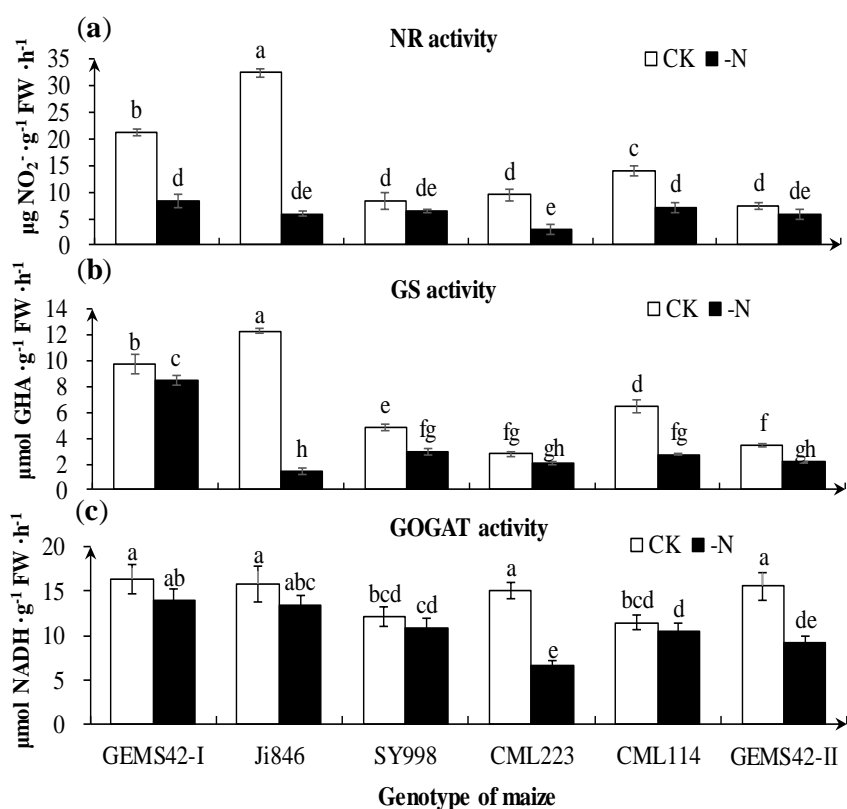 (a)
NR activity
CK -N
µg NO₂⁻·g⁻¹ FW ·h⁻¹
35
30
25
20
15
10
5
0
b d a de d de d e c d d de
(b)
GS activity
CK -N
µmol GHA ·g⁻¹ FW ·h⁻¹
14
12
10
8
6
4
2
0
b c a h e fg fg gh d fg f gh
(c)
GOGAT activity
CK -N
µmol NADH ·g⁻¹ FW ·h⁻¹
20
15
10
5
0
a ab a abc bcd cd a e bcd d a de
GEMS42-I Ji846 SY998 CML223 CML114 GEMS42-II
Genotype of maize